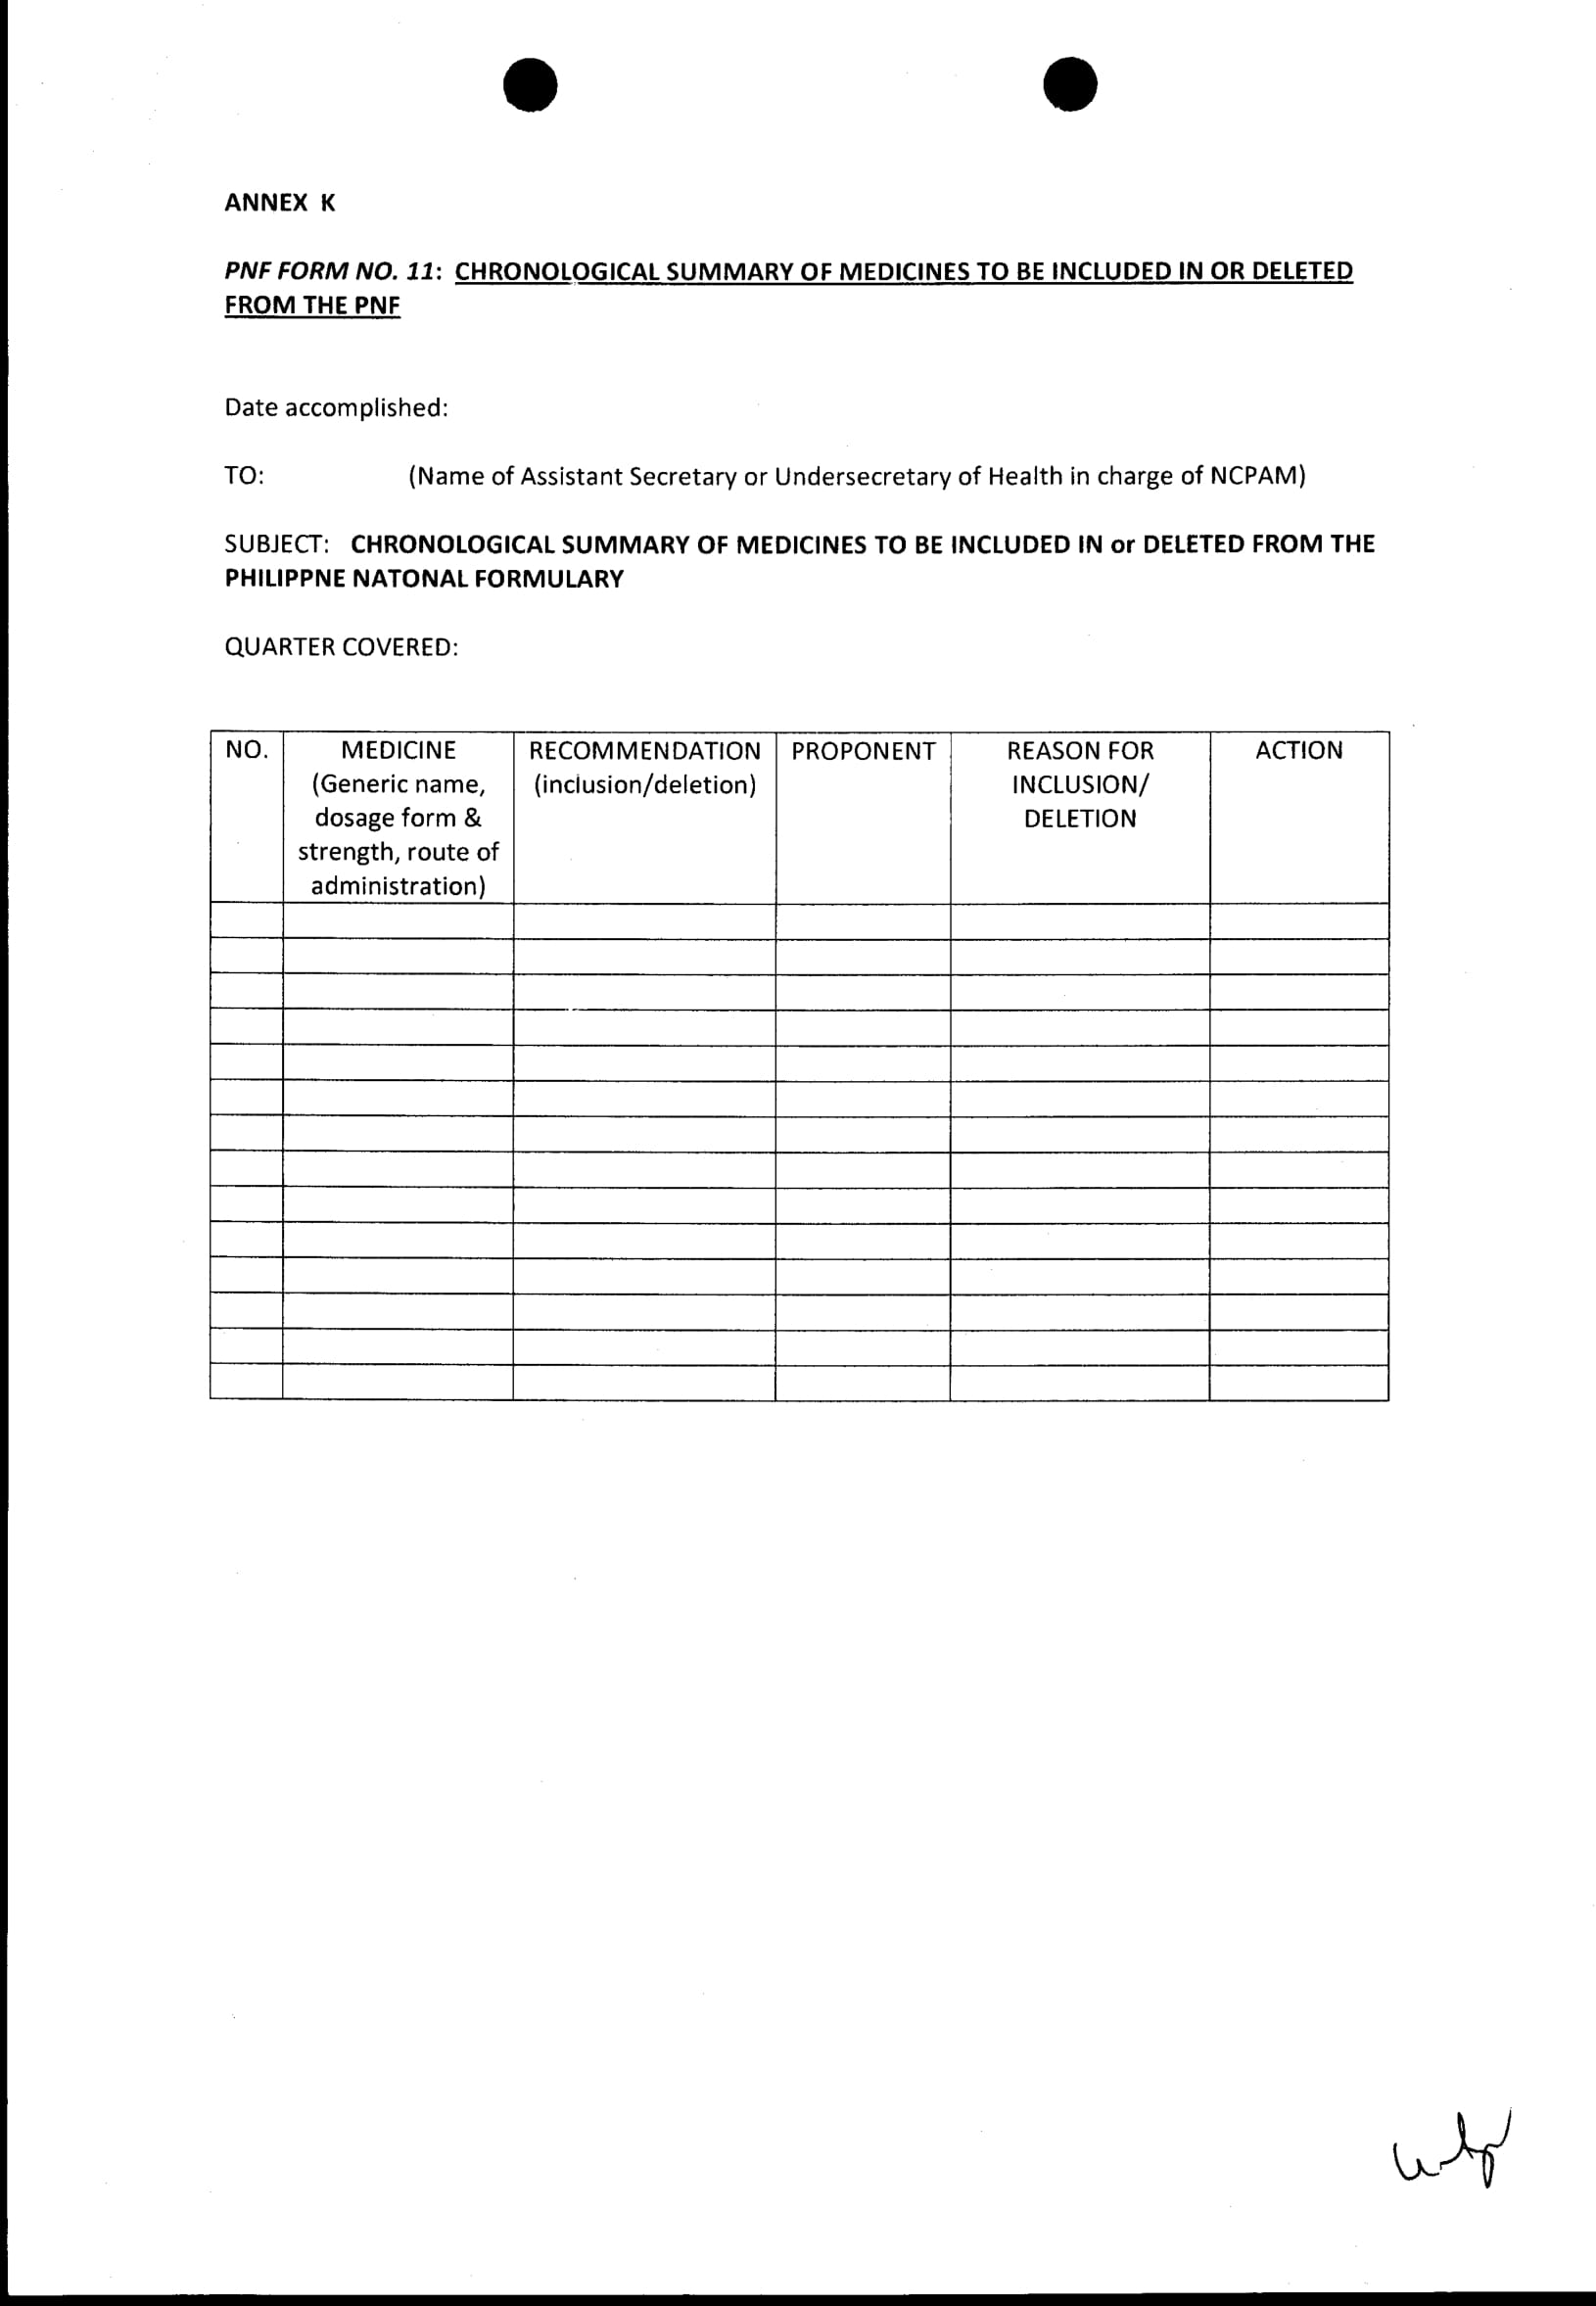 ANNEX K
PNF FORM NO. 11: CHRONOLOGICAL SUMMARY OF MEDICINES TO BE INCLUDED IN OR DELETED
FROM THE PNF
Date accomplished:
TO: (Name of Assistant Secretary or Undersecretary of Health in charge of NCPAM)
SUBJECT: CHRONOLOGICAL SUMMARY OF MEDICINES TO BE INCLUDED IN or DELETED FROM THE
PHILIPPNE NATONAL FORMULARY
QUARTER COVERED:
NO. MEDICINE RECOMMENDATION PROPONENT REASON FOR ACTION
(Generic name, (inclusion/deletion) INCLUSION/
dosage form & DELETION
strength, route of
administration)